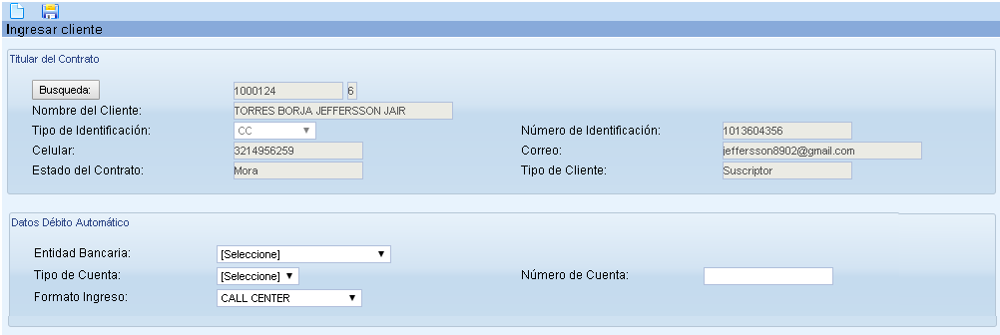 Ingresar cliente
Titular del Contrato
Busqueda: 1000124 6
Nombre del Cliente: TORRES BORJA JEFFERSSON JAIR
Tipo de Identificación: CC Número de Identificación: 1013604356
Celular: 3214956259 Correo: jeffersson8902@gmail.com
Estado del Contrato: Mora Tipo de Cliente: Suscriptor
Datos Débito Automático
Entidad Bancaria: [Seleccione]
Tipo de Cuenta: [Seleccione] Número de Cuenta:
Formato Ingreso: CALL CENTER